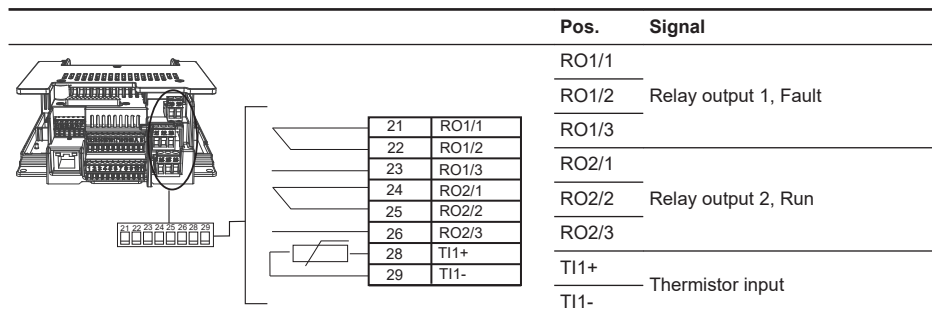 Pos. Signal
RO1/1
RO1/2 Relay output 1, Fault
RO1/3
RO2/1
RO2/2 Relay output 2, Run
RO2/3
TI1+
Thermistor input
TI1-
21 RO1/1
22 RO1/2
23 RO1/3
24 RO2/1
25 RO2/2
26 RO2/3
28 TI1+
29 TI1-
21 22 23 24 25 26 28 29